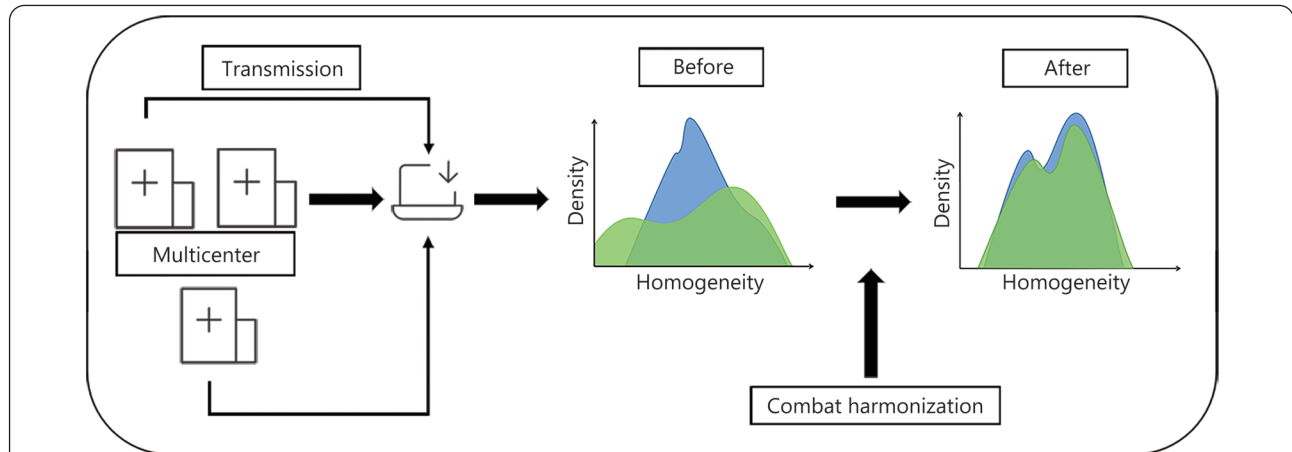 Transmission
Multicenter
Before
Density
Homogeneity
Combat harmonization
After
Density
Homogeneity